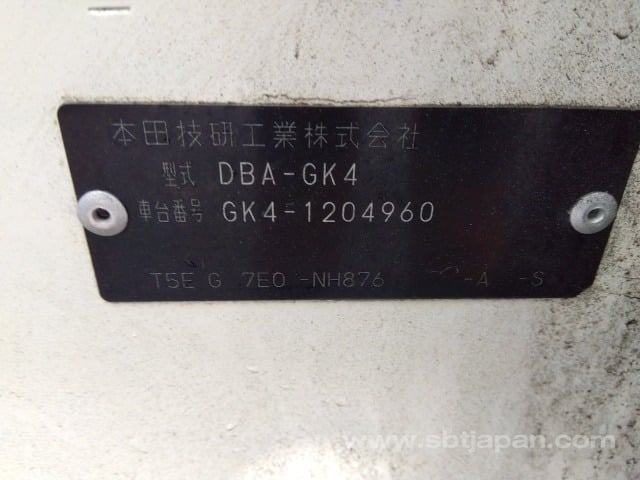 本田技研工業株式会社
型式 DBA-GK4
車台番号 GK4-1204960
T5E G 7E0 -NH876 -A -S
www.sbtjapan.com